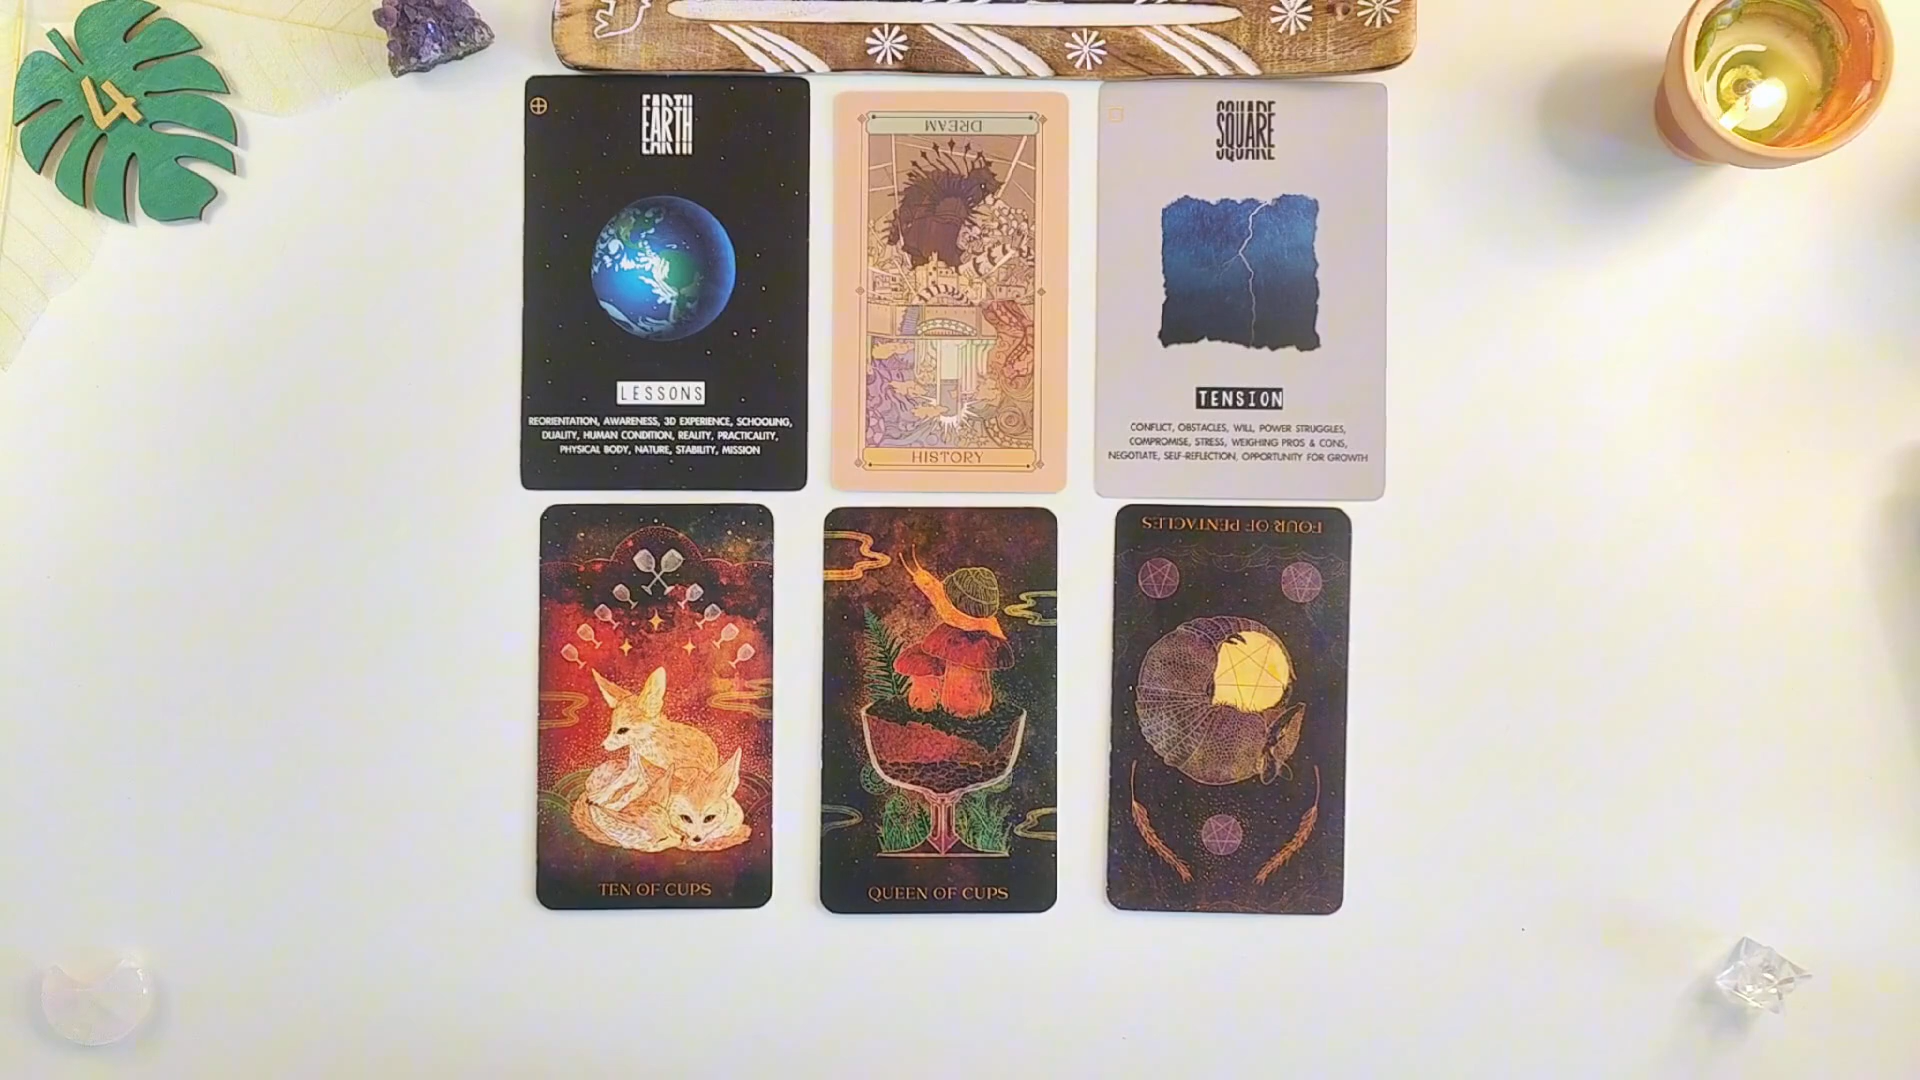 4
EARTH
LESSONS
REORIENTATION, AWARENESS, 3D EXPERIENCE, SCHOOLING,
DUALITY, HUMAN CONDITION, REALITY, PRACTICALITY,
PHYSICAL BODY, NATURE, STABILITY, MISSION
DREAM
HISTORY
SQUARE
TENSION
CONFLICT, OBSTACLES, WILL, POWER STRUGGLES,
COMPROMISE, STRESS, WEIGHING PROS & CONS,
NEGOTIATE, SELF-REFLECTION, OPPORTUNITY FOR GROWTH
TEN OF CUPS
QUEEN OF CUPS
FOUR OF PENTACLES